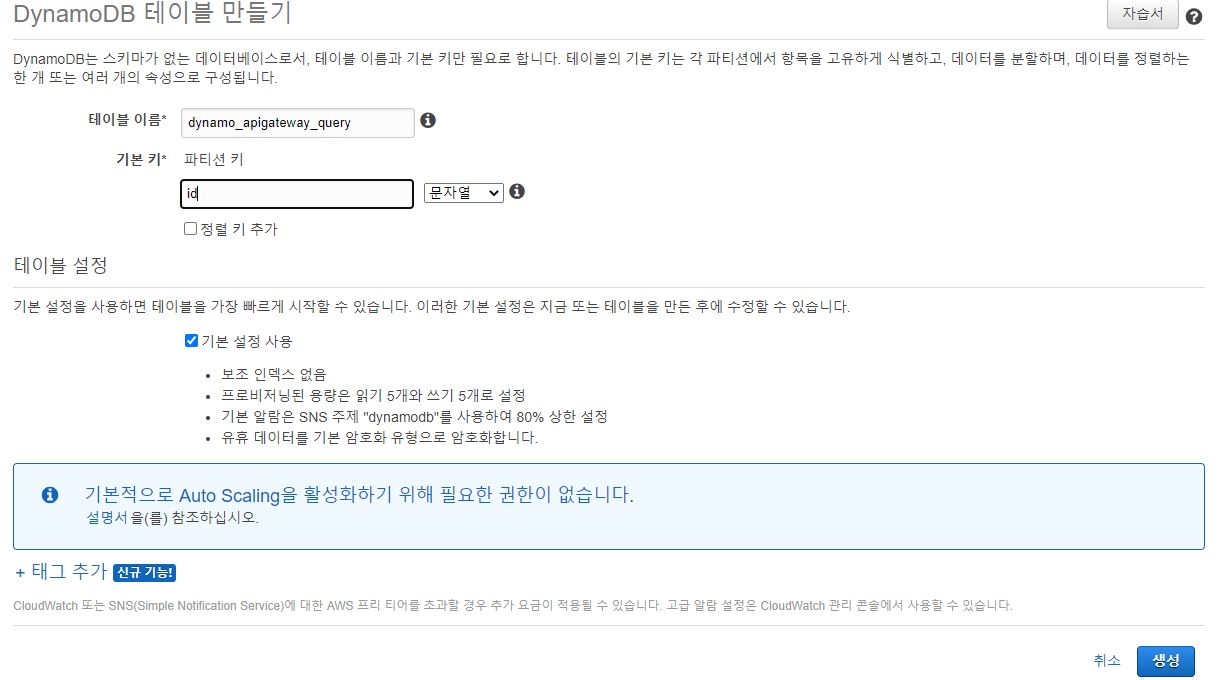 DynamoDB 테이블 만들기
자습서
DynamoDB는 스키마가 없는 데이터베이스로서, 테이블 이름과 기본 키만 필요로 합니다. 테이블의 기본 키는 각 파티션에서 항목을 고유하게 식별하고, 데이터를 분할하며, 데이터를 정렬하는
한 개 또는 여러 개의 속성으로 구성됩니다.
테이블 이름* dynamo_apigateway_query
기본 키* 파티션 키
id 문자열
정렬 키 추가
테이블 설정
기본 설정을 사용하면 테이블을 가장 빠르게 시작할 수 있습니다. 이러한 기본 설정은 지금 또는 테이블을 만든 후에 수정할 수 있습니다.
기본 설정 사용
• 보조 인덱스 없음
• 프로비저닝된 용량은 읽기 5개와 쓰기 5개로 설정
• 기본 알람은 SNS 주제 "dynamodb"를 사용하여 80% 상한 설정
• 유휴 데이터를 기본 암호화 유형으로 암호화합니다.
기본적으로 Auto Scaling을 활성화하기 위해 필요한 권한이 없습니다.
설명서을(를) 참조하십시오.
+ 태그 추가 신규 기능!
CloudWatch 또는 SNS(Simple Notification Service)에 대한 AWS 프리 티어를 초과할 경우 추가 요금이 적용될 수 있습니다. 고급 알람 설정은 CloudWatch 관리 콘솔에서 사용할 수 있습니다.
취소 생성